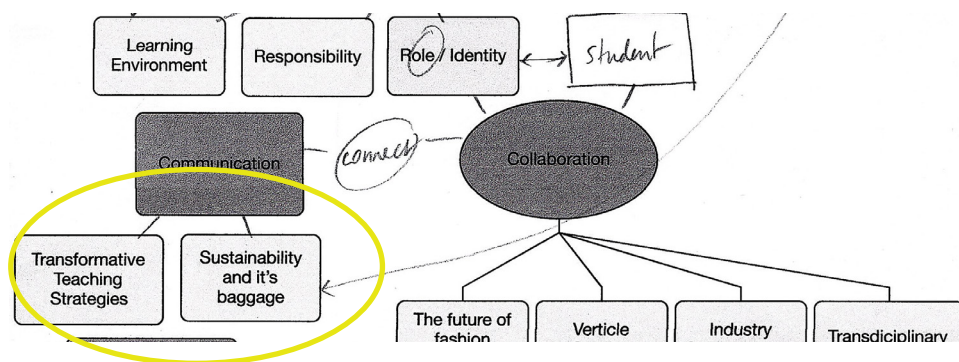 Learning
Environment
Responsibility
Role / Identity
student
Communication
connect
Collaboration
Transformative
Teaching
Strategies
Sustainability
and it's
baggage
The future of
fashion
Verticle
Industry
Transdiciplinary